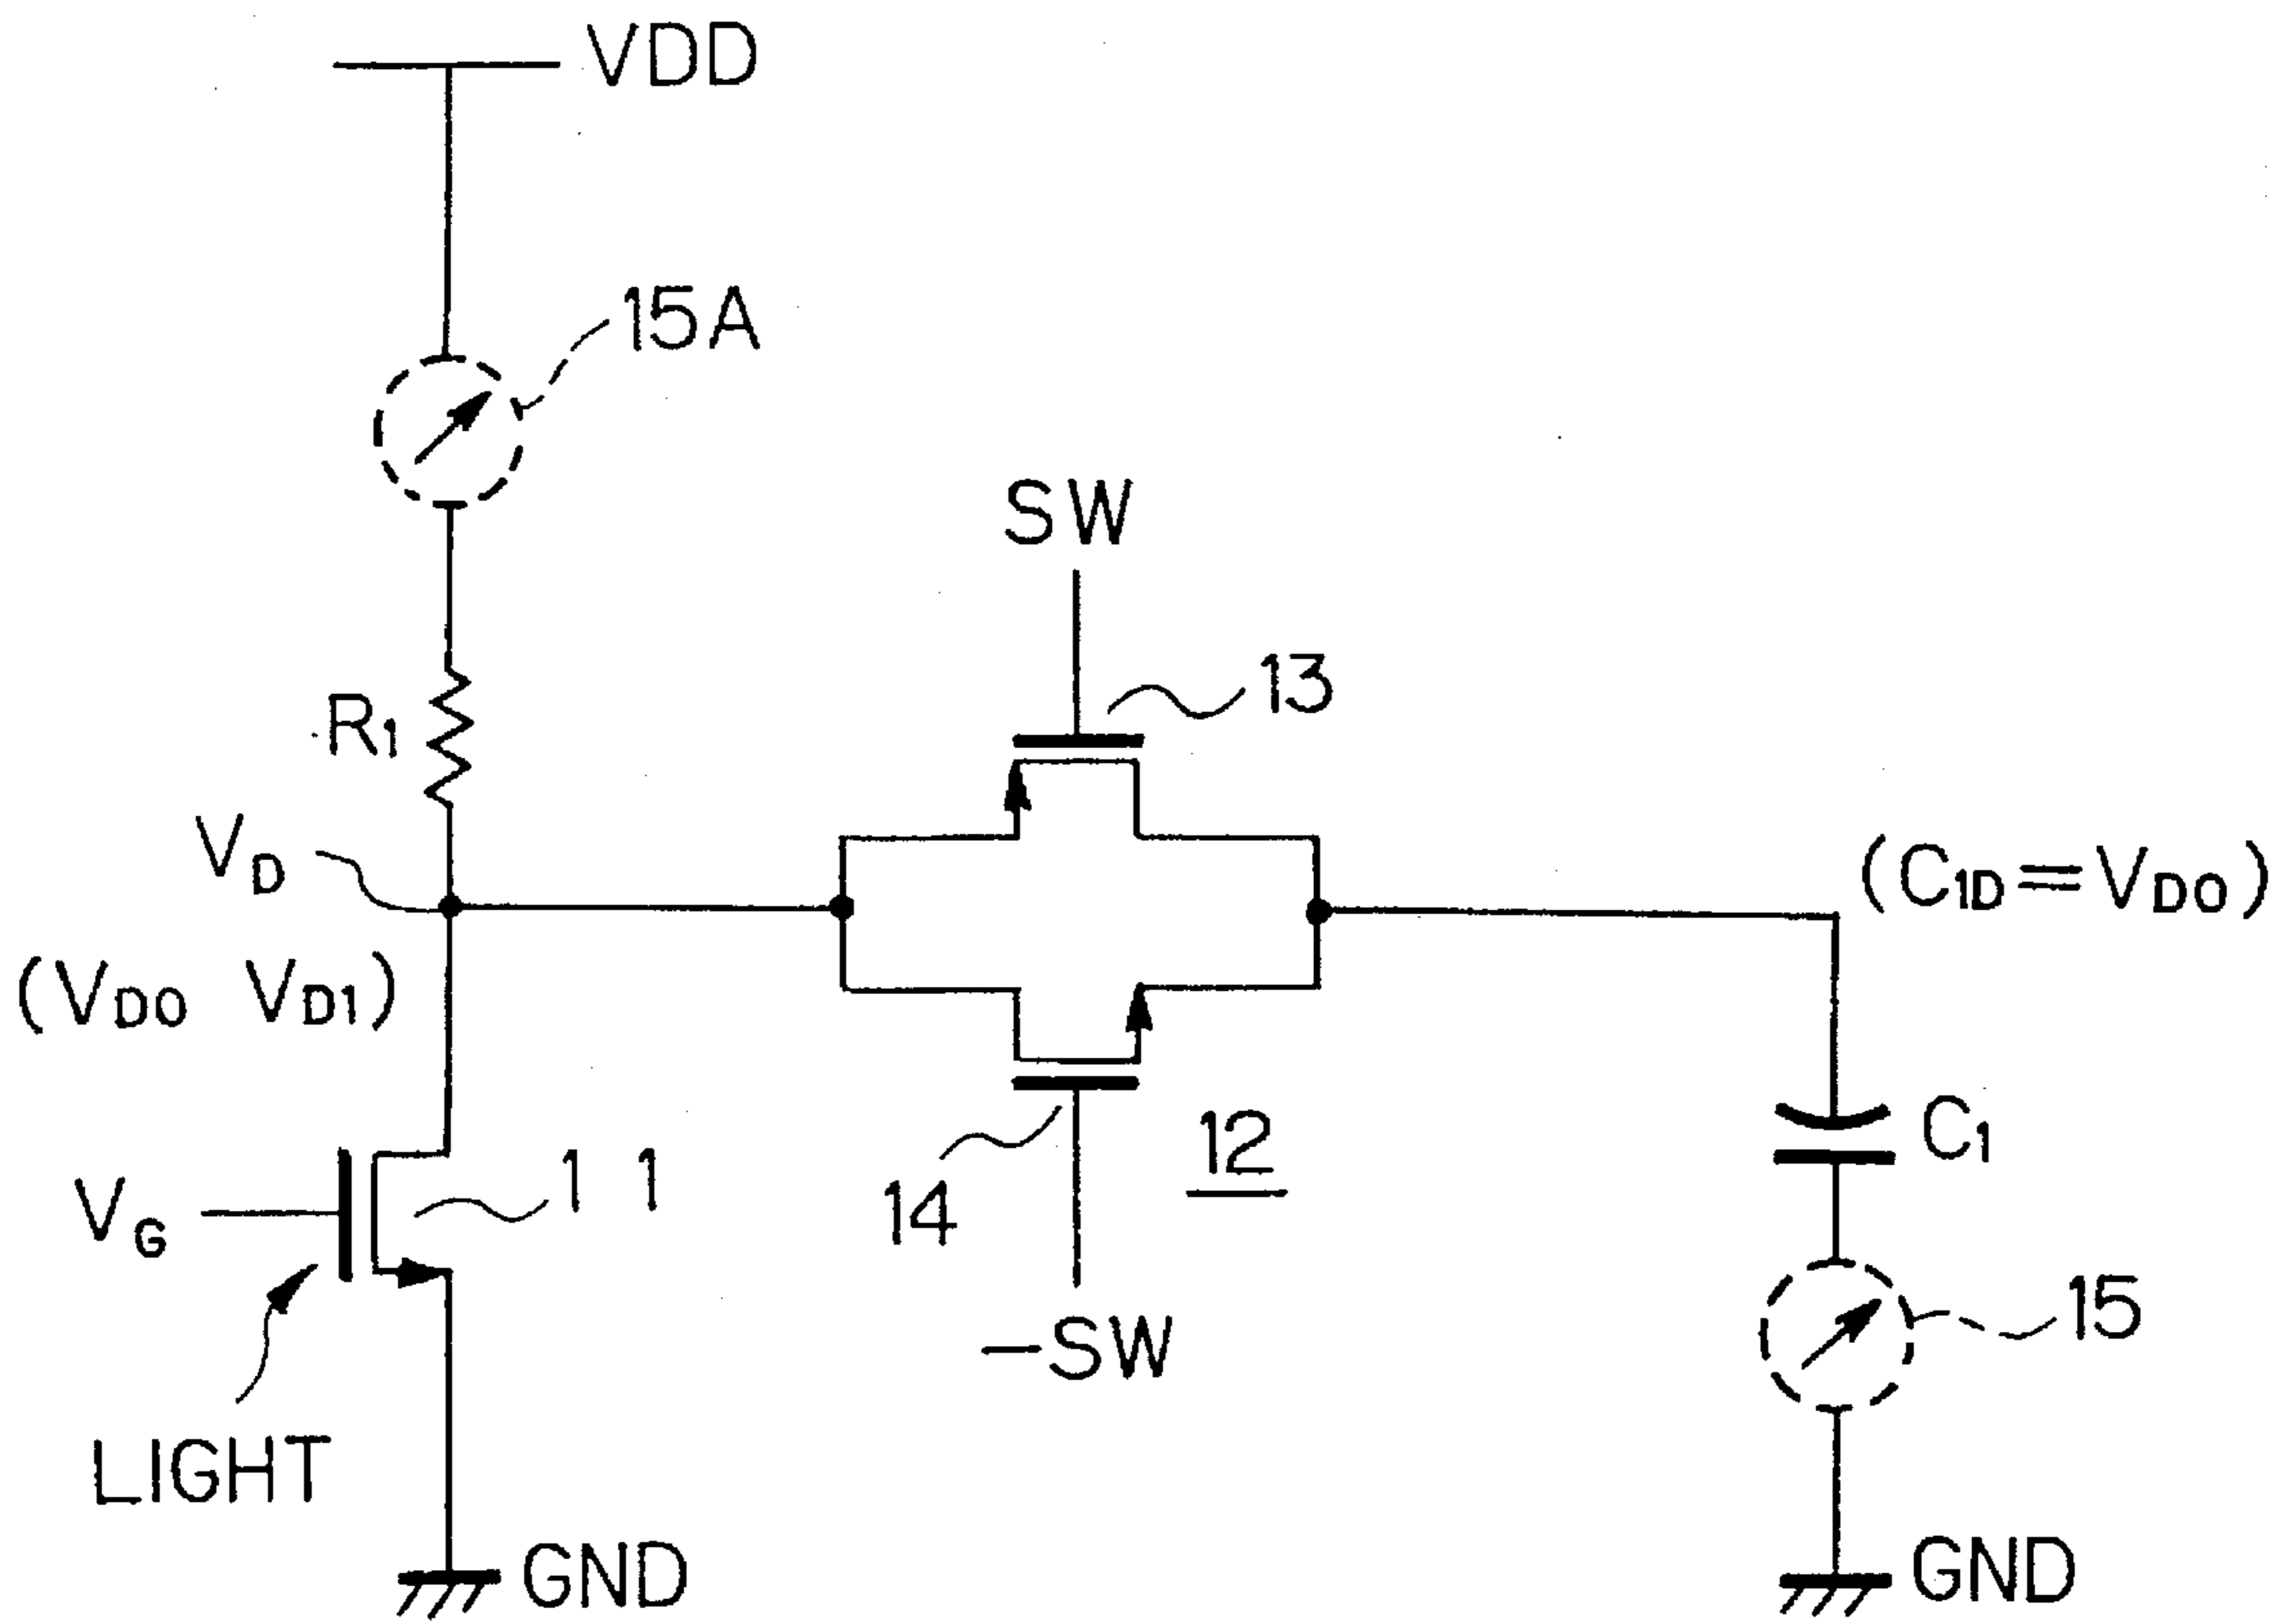 VDD
15A
SW
13
R1
VD
(C1D=VD0)
(VD0 VD1)
C1
12
11
14
VG
15
-SW
LIGHT
GND
GND